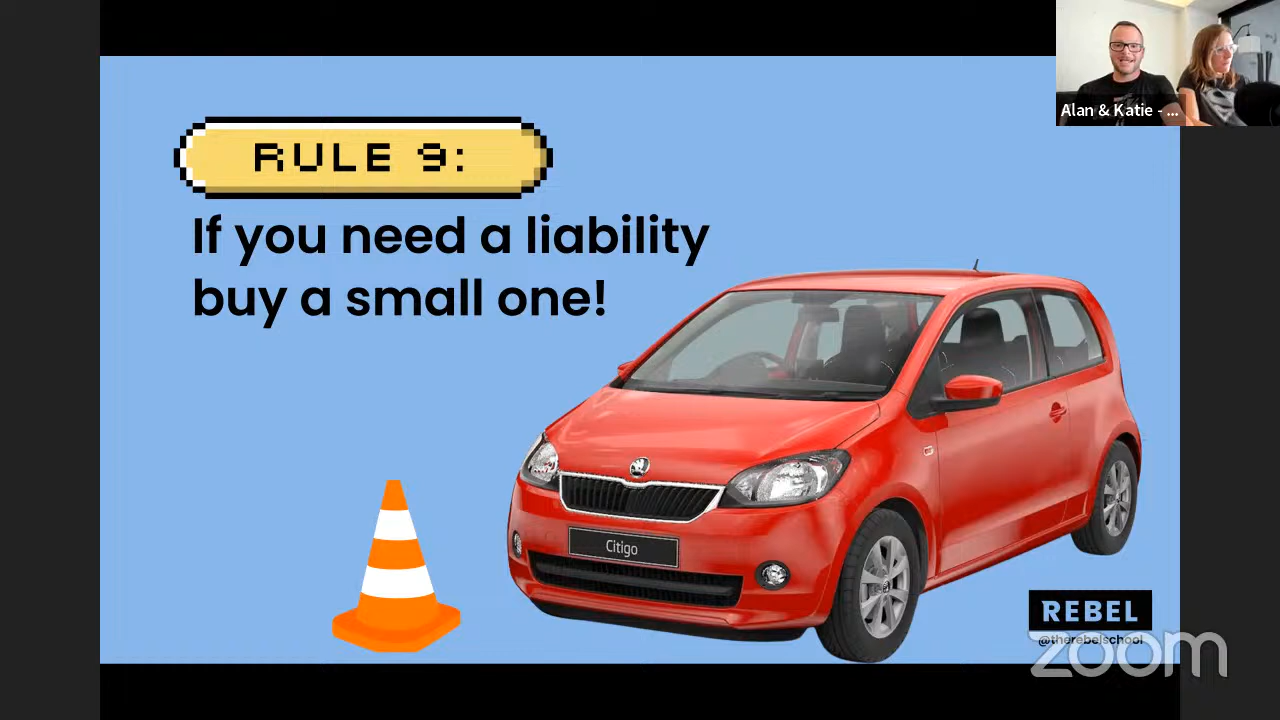 Alan & Katie - ...
RULE 9:
If you need a liability
buy a small one!
Citigo
REBEL
@therebelschool
zoom